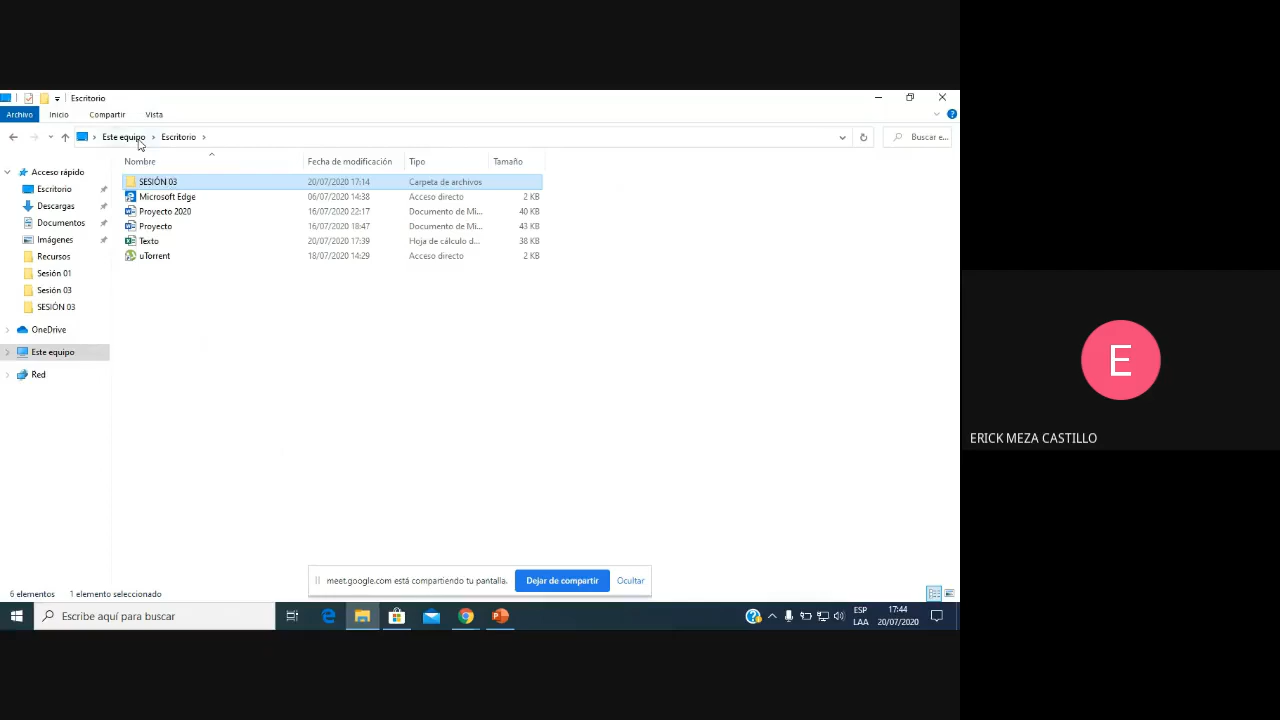 Escritorio
Archivo Inicio Compartir Vista
Este equipo Escritorio Buscar e...
Nombre Fecha de modificación Tipo Tamaño
Acceso rápido
Escritorio
Descargas
Documentos
Imágenes
Recursos
Sesión 01
Sesión 03
SESIÓN 03
OneDrive
Este equipo
Red
SESIÓN 03 20/07/2020 17:14 Carpeta de archivos
Microsoft Edge 06/07/2020 14:38 Acceso directo 2 KB
Proyecto 2020 16/07/2020 22:17 Documento de Mi... 40 KB
Proyecto 16/07/2020 18:47 Documento de Mi... 43 KB
Texto 20/07/2020 17:39 Hoja de cálculo d... 38 KB
uTorrent 18/07/2020 14:29 Acceso directo 2 KB
E
ERICK MEZA CASTILLO
meet.google.com está compartiendo tu pantalla. Dejar de compartir Ocultar
6 elementos 1 elemento seleccionado
Escribe aquí para buscar
ESP
LAA
17:44
20/07/2020